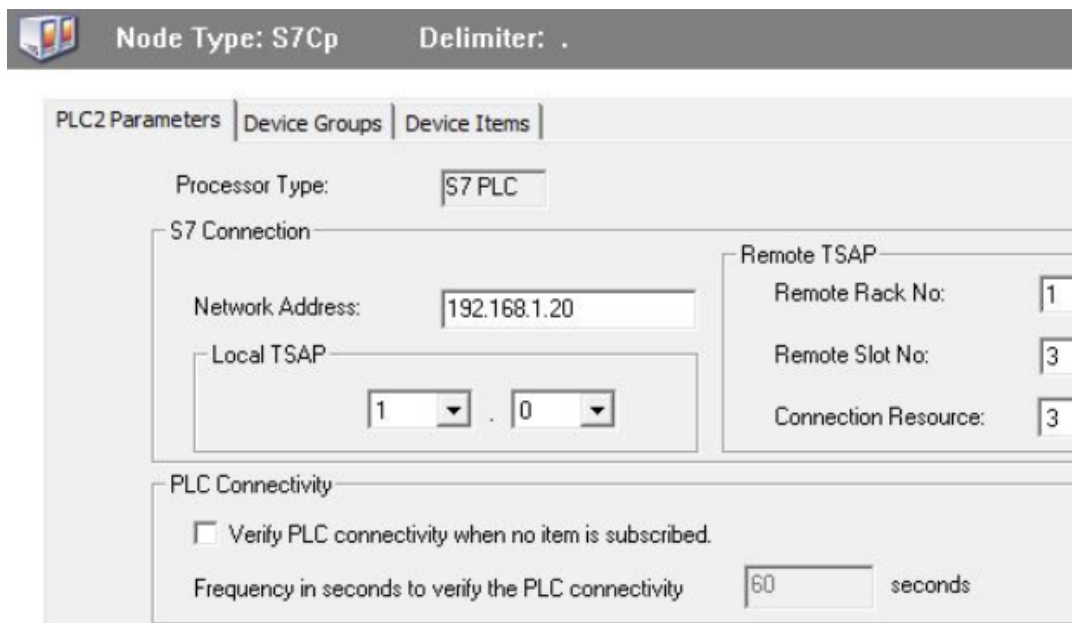 Node Type: S7Cp Delimiter: .
PLC2 Parameters Device Groups Device Items
Processor Type: S7 PLC
S7 Connection
Remote TSAP
Network Address: 192.168.1.20
Remote Rack No: 1
Local TSAP
Remote Slot No: 3
1 . 0
Connection Resource: 3
PLC Connectivity
Verify PLC connectivity when no item is subscribed.
Frequency in seconds to verify the PLC connectivity 60 seconds